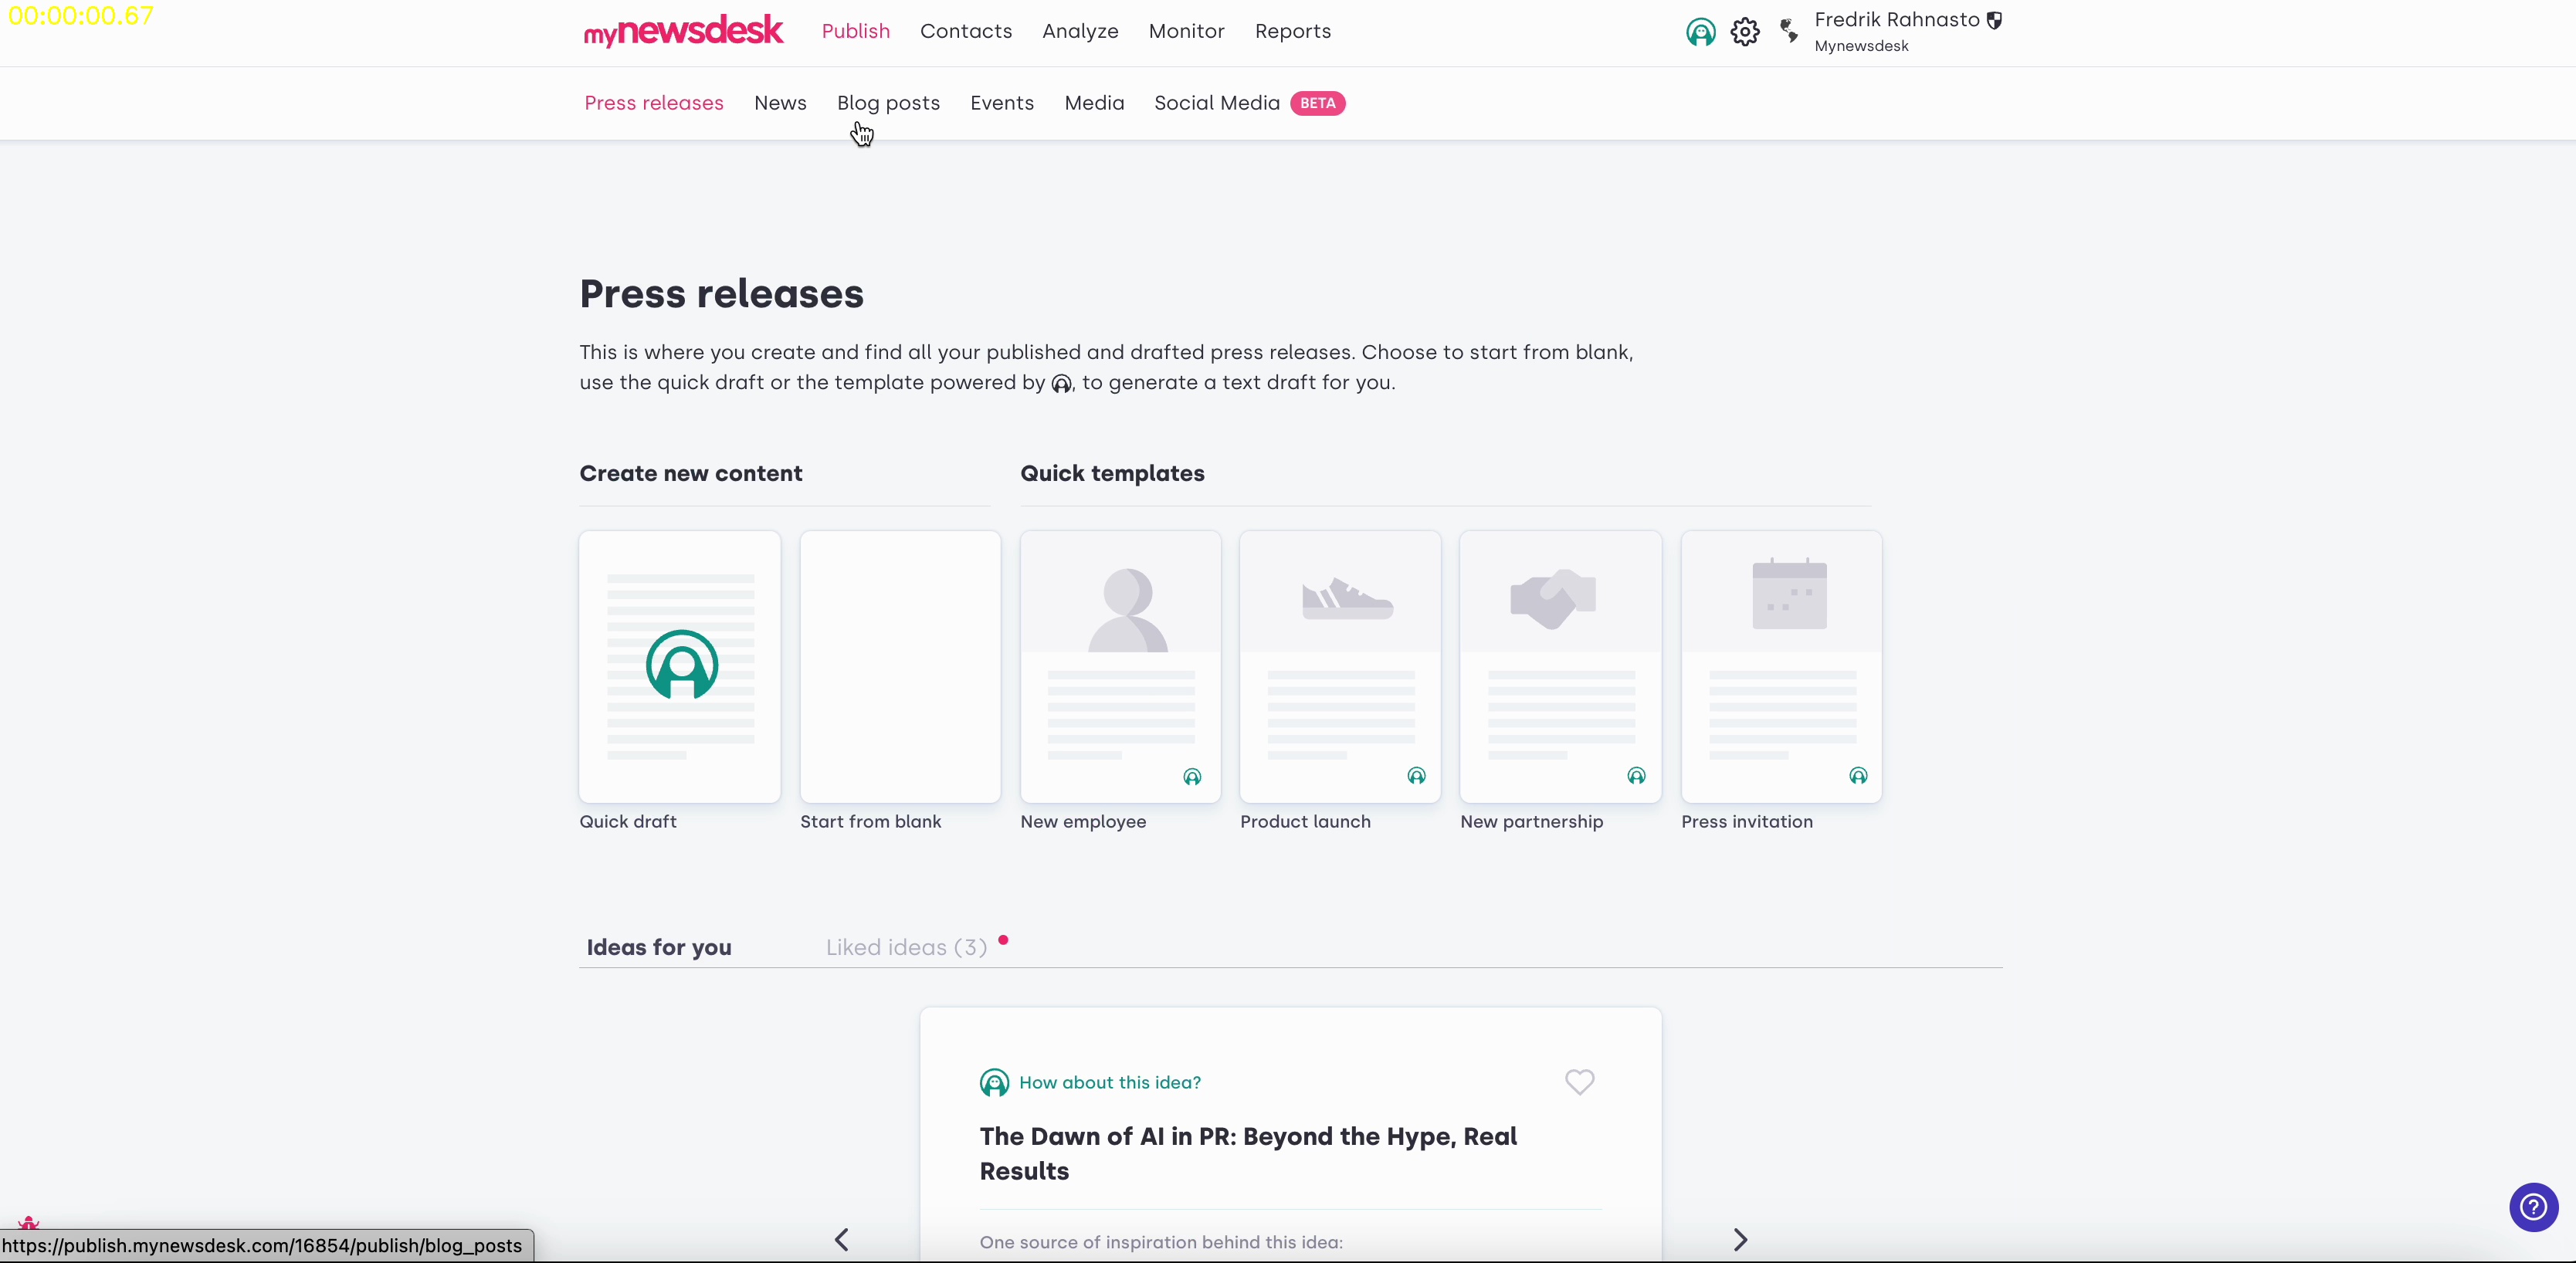 00:00:00.67
mynewsdesk
Publish Contacts Analyze Monitor Reports
Fredrik Rahnasto
Mynewsdesk
Press releases News Blog posts Events Media Social Media BETA
Press releases
This is where you create and find all your published and drafted press releases. Choose to start from blank,
use the quick draft or the template powered by , to generate a text draft for you.
Create new content Quick templates
Quick draft Start from blank New employee Product launch New partnership Press invitation
Ideas for you Liked ideas (3)
How about this idea?
The Dawn of AI in PR: Beyond the Hype, Real
Results
One source of inspiration behind this idea:
?
https://publish.mynewsdesk.com/16854/publish/blog_posts